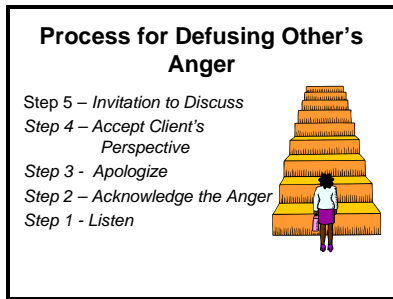 Process for Defusing Other's
Anger
Step 5 – Invitation to Discuss
Step 4 – Accept Client's
Perspective
Step 3 - Apologize
Step 2 – Acknowledge the Anger
Step 1 - Listen